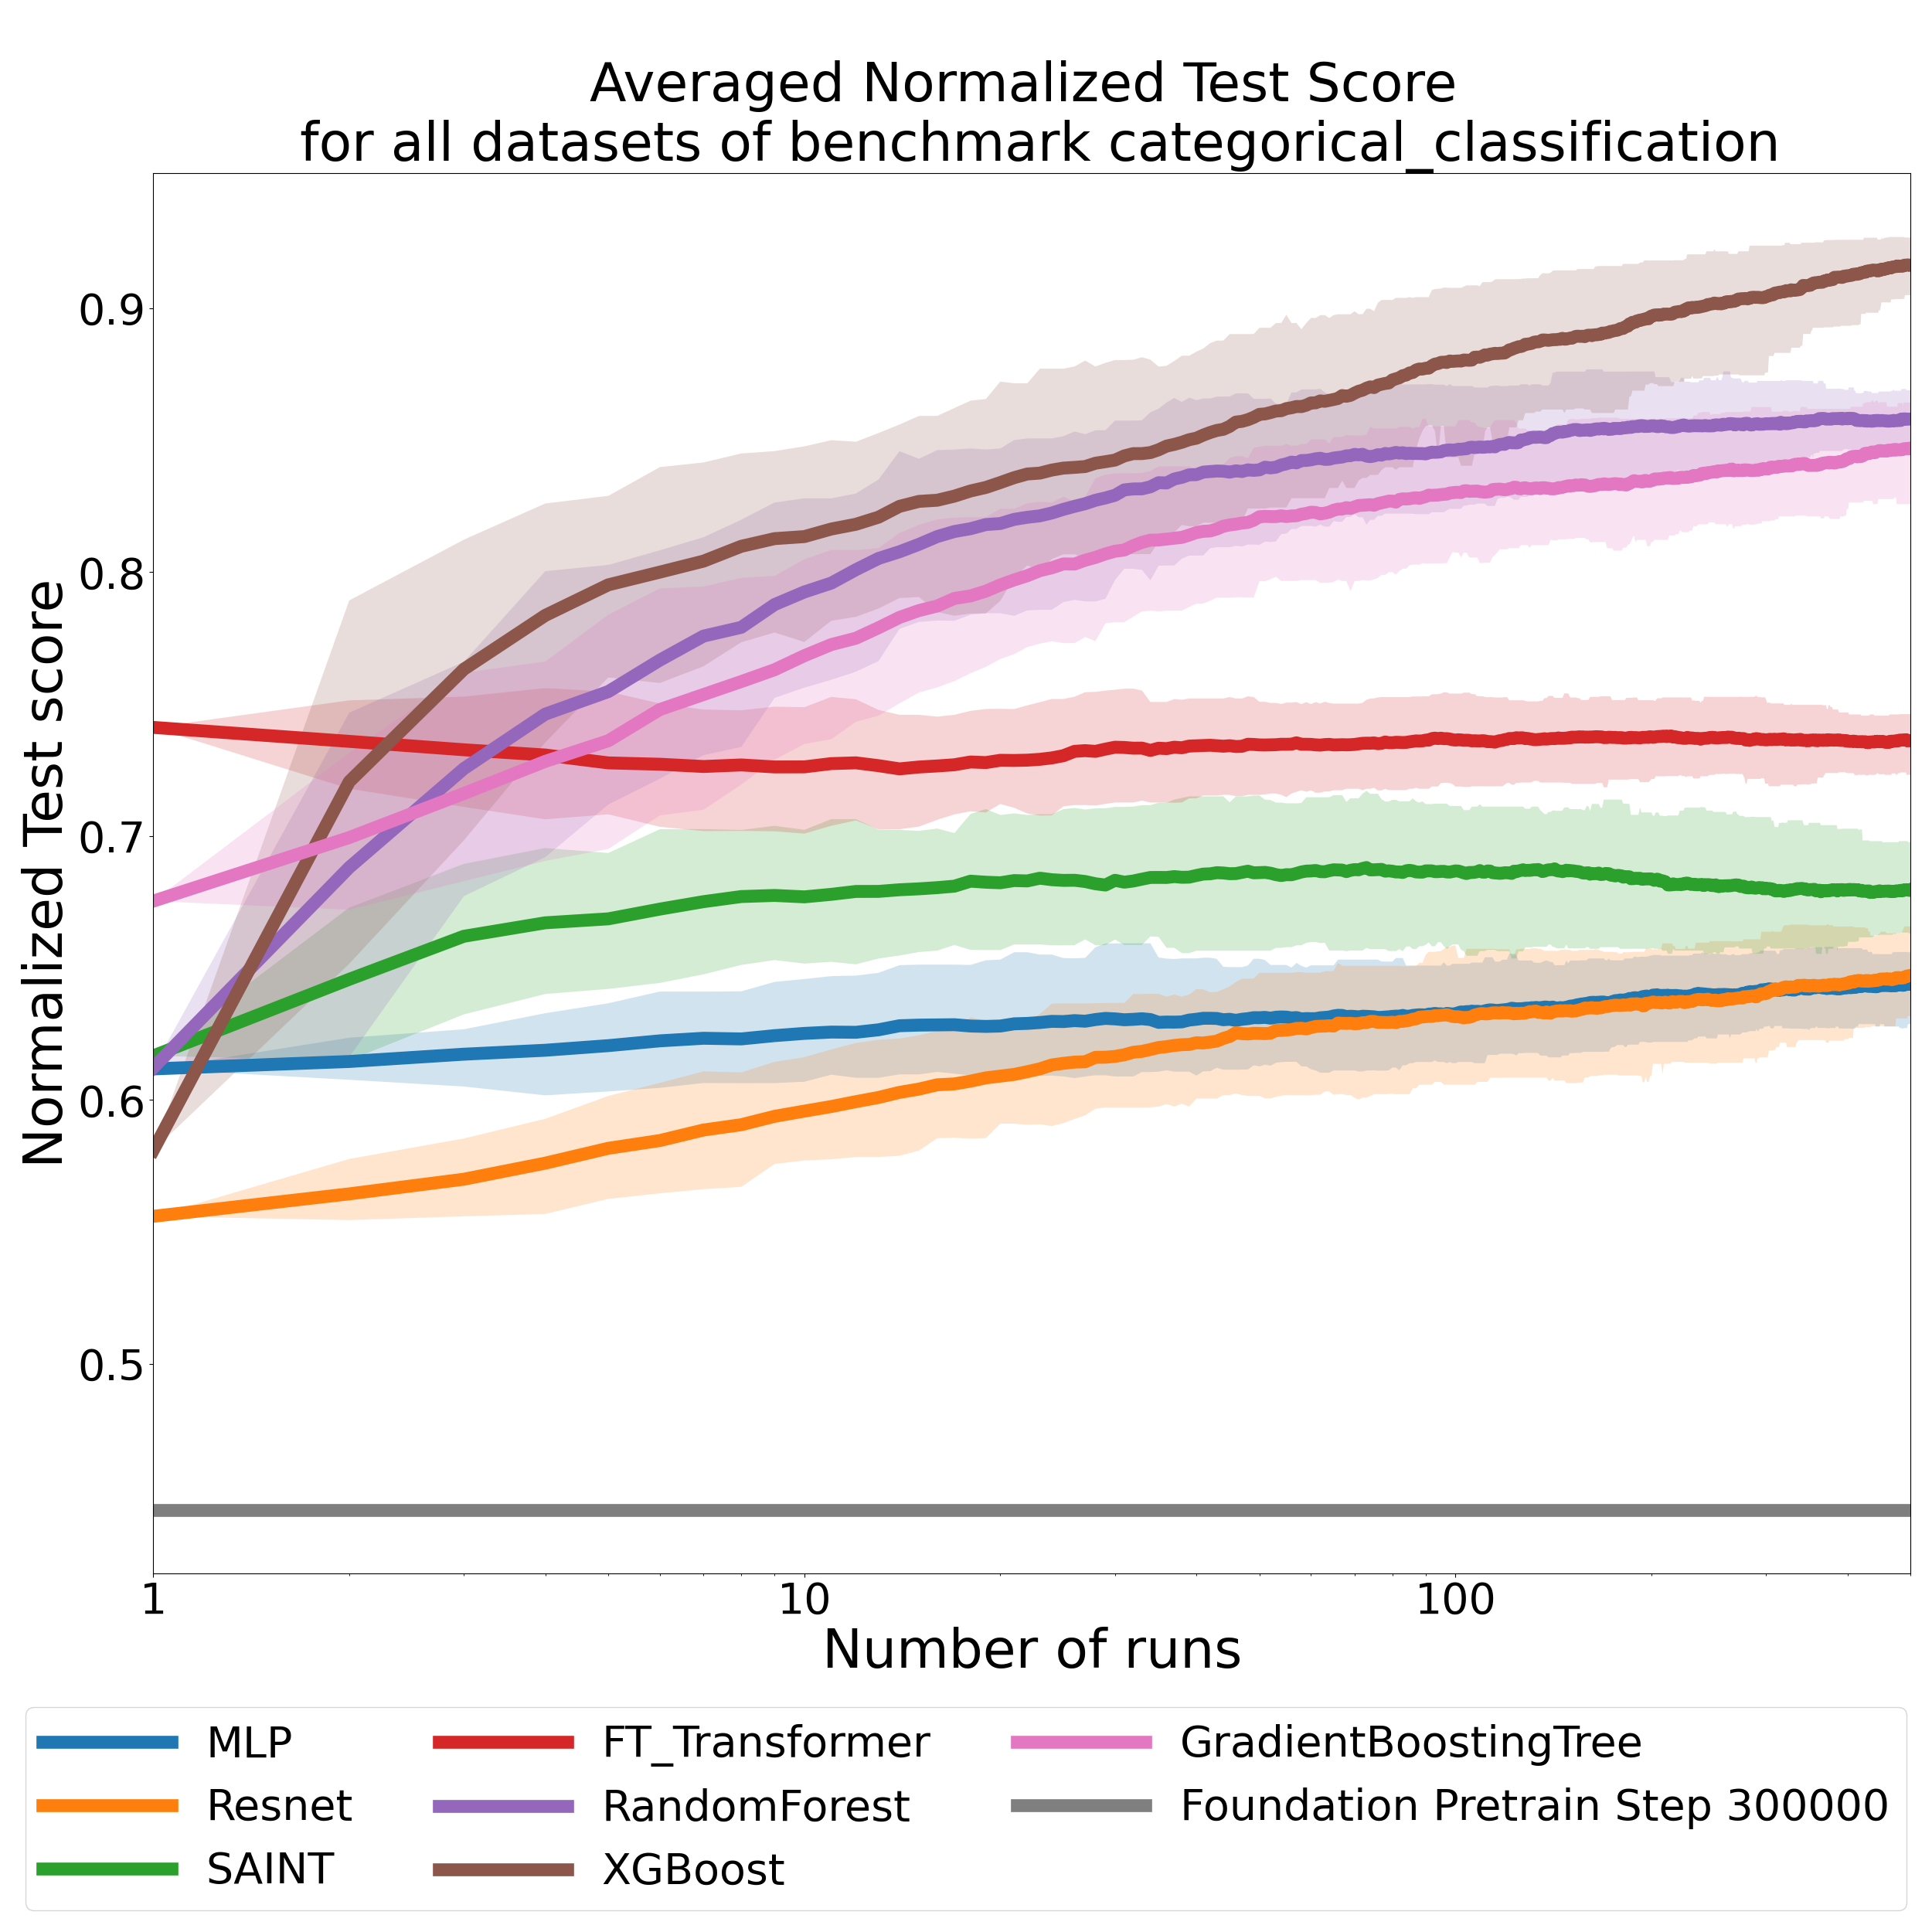 Averaged Normalized Test Score
for all datasets of benchmark categorical_classification
Normalized Test score
0.9
0.8
0.7
0.6
0.5
1
10
100
Number of runs
MLP
Resnet
SAINT
FT_Transformer
RandomForest
XGBoost
GradientBoostingTree
Foundation Pretrain Step 300000